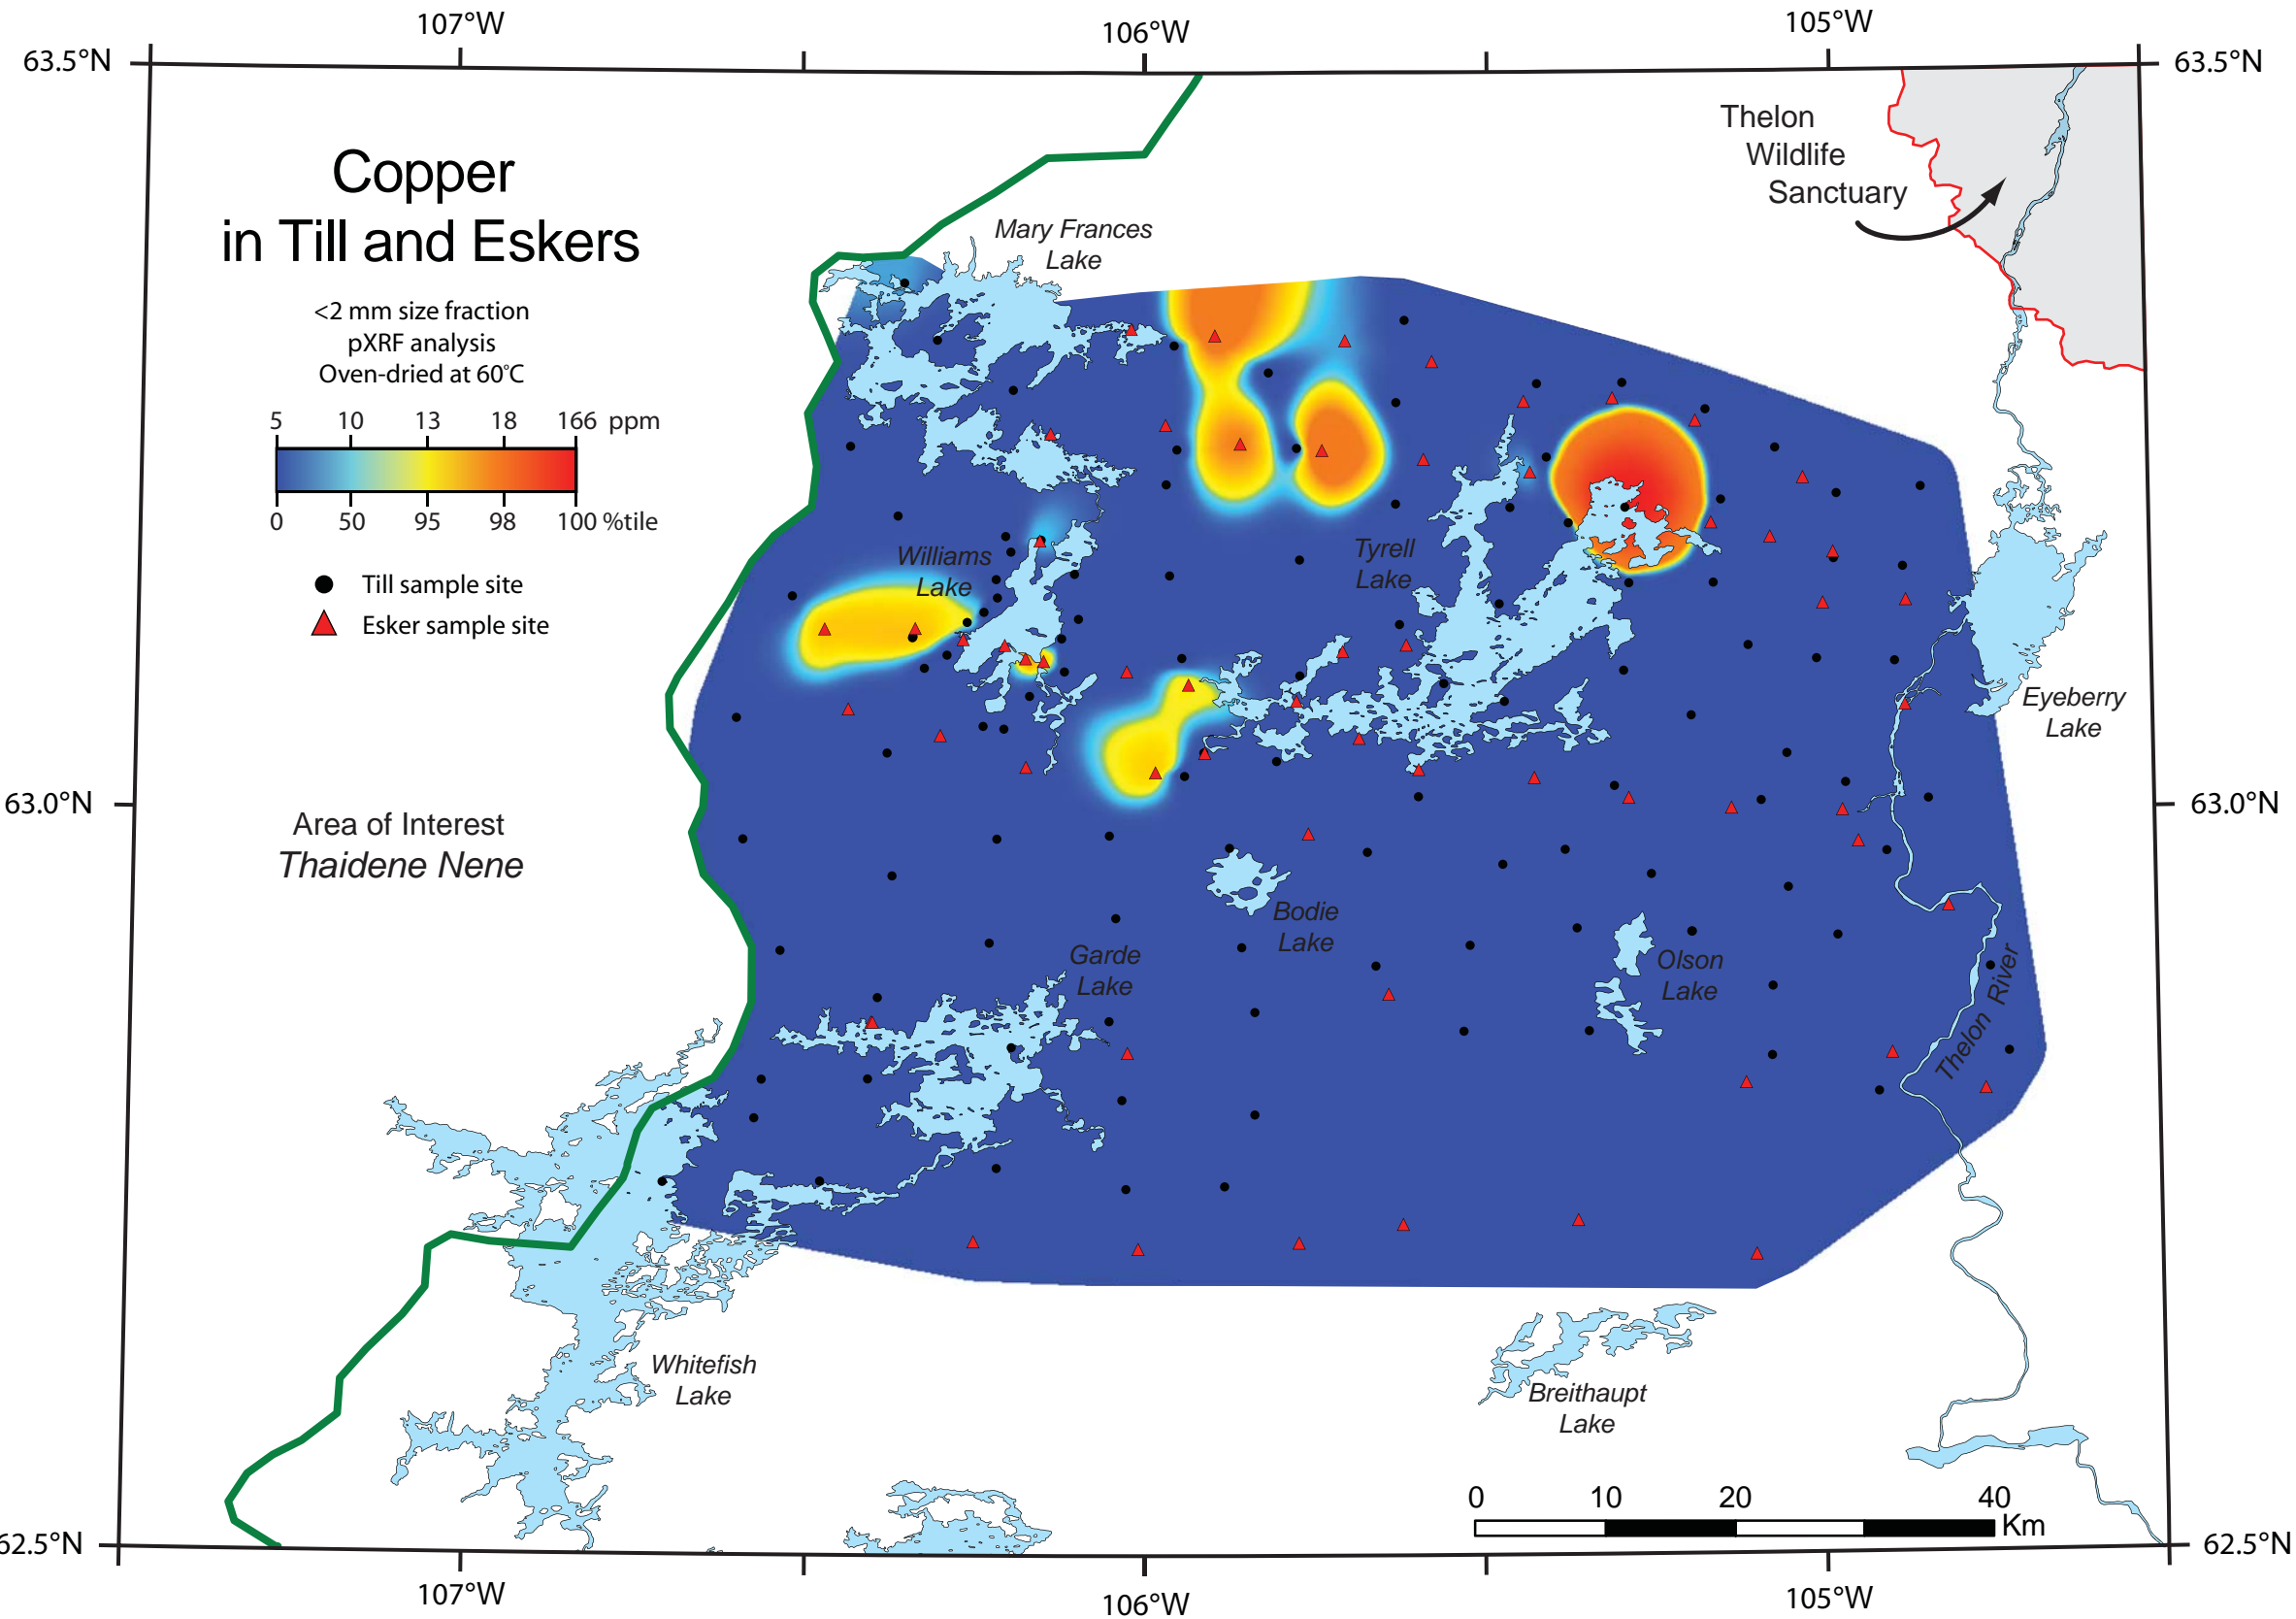 107°W
106°W
105°W
63.5°N
63.5°N
Copper
in Till and Eskers
<2 mm size fraction
pXRF analysis
Oven-dried at 60°C
5 10 13 18 166 ppm
0 50 95 98 100 %tile
Till sample site
Esker sample site
Thelon
Wildlife
Sanctuary
Mary Frances
Lake
Williams
Lake
Tyrell
Lake
Eyeberry
Lake
63.0°N
63.0°N
Area of Interest
Thaidene Nene
Bodie
Lake
Garde
Lake
Olson
Lake
Thelon River
Whitefish
Lake
Breithaupt
Lake
0 10 20 40
Km
62.5°N
62.5°N
107°W
106°W
105°W